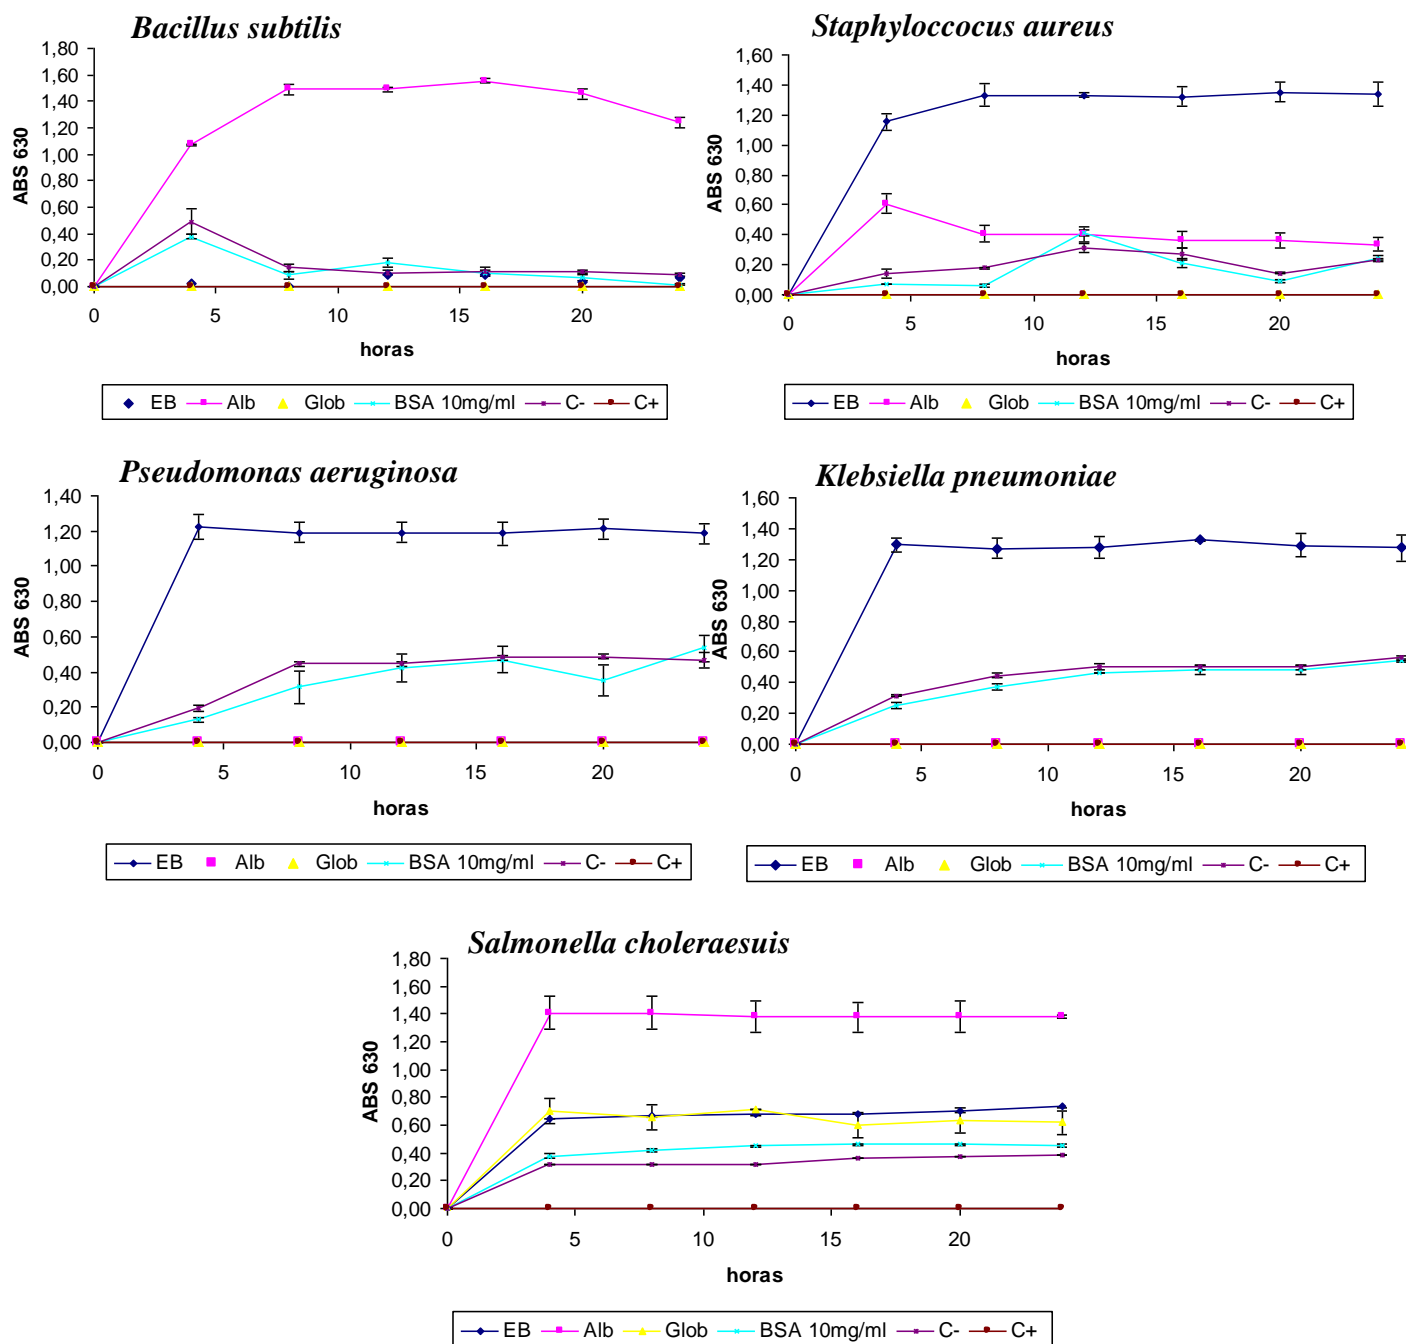 Bacillus subtilis
ABS 630
1,80
1,60
1,40
1,20
1,00
0,80
0,60
0,40
0,20
0,00
0 5 10 15 20
horas
EB Alb Glob BSA 10mg/ml C- C+
Staphyloccocus aureus
ABS 630
1,60
1,40
1,20
1,00
0,80
0,60
0,40
0,20
0,00
0 5 10 15 20
horas
EB Alb Glob BSA 10mg/ml C- C+
Pseudomonas aeruginosa
ABS 630
1,40
1,20
1,00
0,80
0,60
0,40
0,20
0,00
0 5 10 15 20
horas
EB Alb Glob BSA 10mg/ml C- C+
Klebsiella pneumoniae
ABS 630
1,60
1,40
1,20
1,00
0,80
0,60
0,40
0,20
0,00
0 5 10 15 20
horas
EB Alb Glob BSA 10mg/ml C- C+
Salmonella choleraesuis
ABS 630
1,80
1,60
1,40
1,20
1,00
0,80
0,60
0,40
0,20
0,00
0 5 10 15 20
horas
EB Alb Glob BSA 10mg/ml C- C+